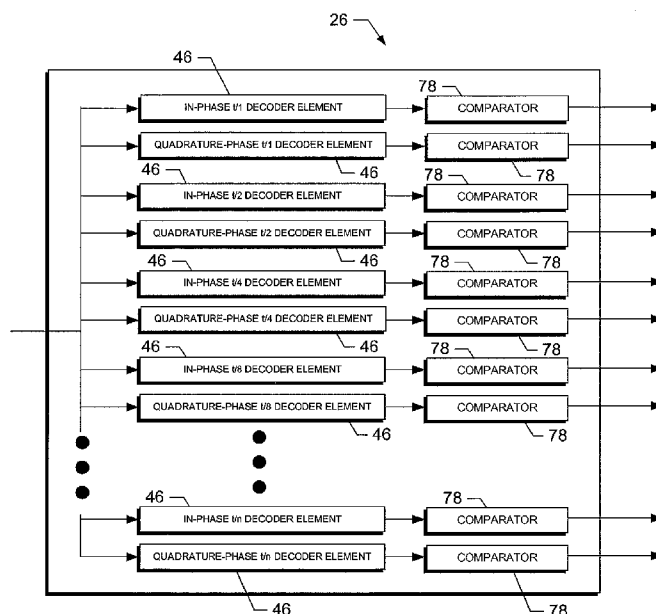 26
46
78
IN-PHASE t/1 DECODER ELEMENT
COMPARATOR
QUADRATURE-PHASE t/1 DECODER ELEMENT
COMPARATOR
46
46
78
78
IN-PHASE t/2 DECODER ELEMENT
COMPARATOR
QUADRATURE-PHASE t/2 DECODER ELEMENT
COMPARATOR
46
46
78
78
IN-PHASE t/4 DECODER ELEMENT
COMPARATOR
QUADRATURE-PHASE t/4 DECODER ELEMENT
COMPARATOR
46
46
78
78
IN-PHASE t/8 DECODER ELEMENT
COMPARATOR
QUADRATURE-PHASE t/8 DECODER ELEMENT
COMPARATOR
46
78
46
78
IN-PHASE t/n DECODER ELEMENT
COMPARATOR
QUADRATURE-PHASE t/n DECODER ELEMENT
COMPARATOR
46
78